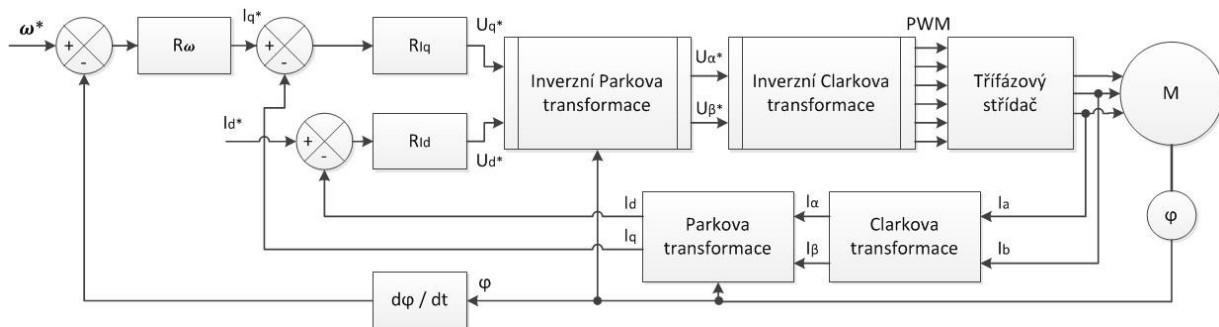 PWM
ω*
Iq*
Uq*
+
-
Rω
+
-
RIq
Inverzní Parkova
transformace
Uα*
Uβ*
Inverzní Clarkova
transformace
Třífázový
střídač
M
Id*
+
-
RId
Ud*
Id
Iq
Parkova
transformace
Iα
Iβ
Clarkova
transformace
Ia
Ib
φ
dφ / dt
φ